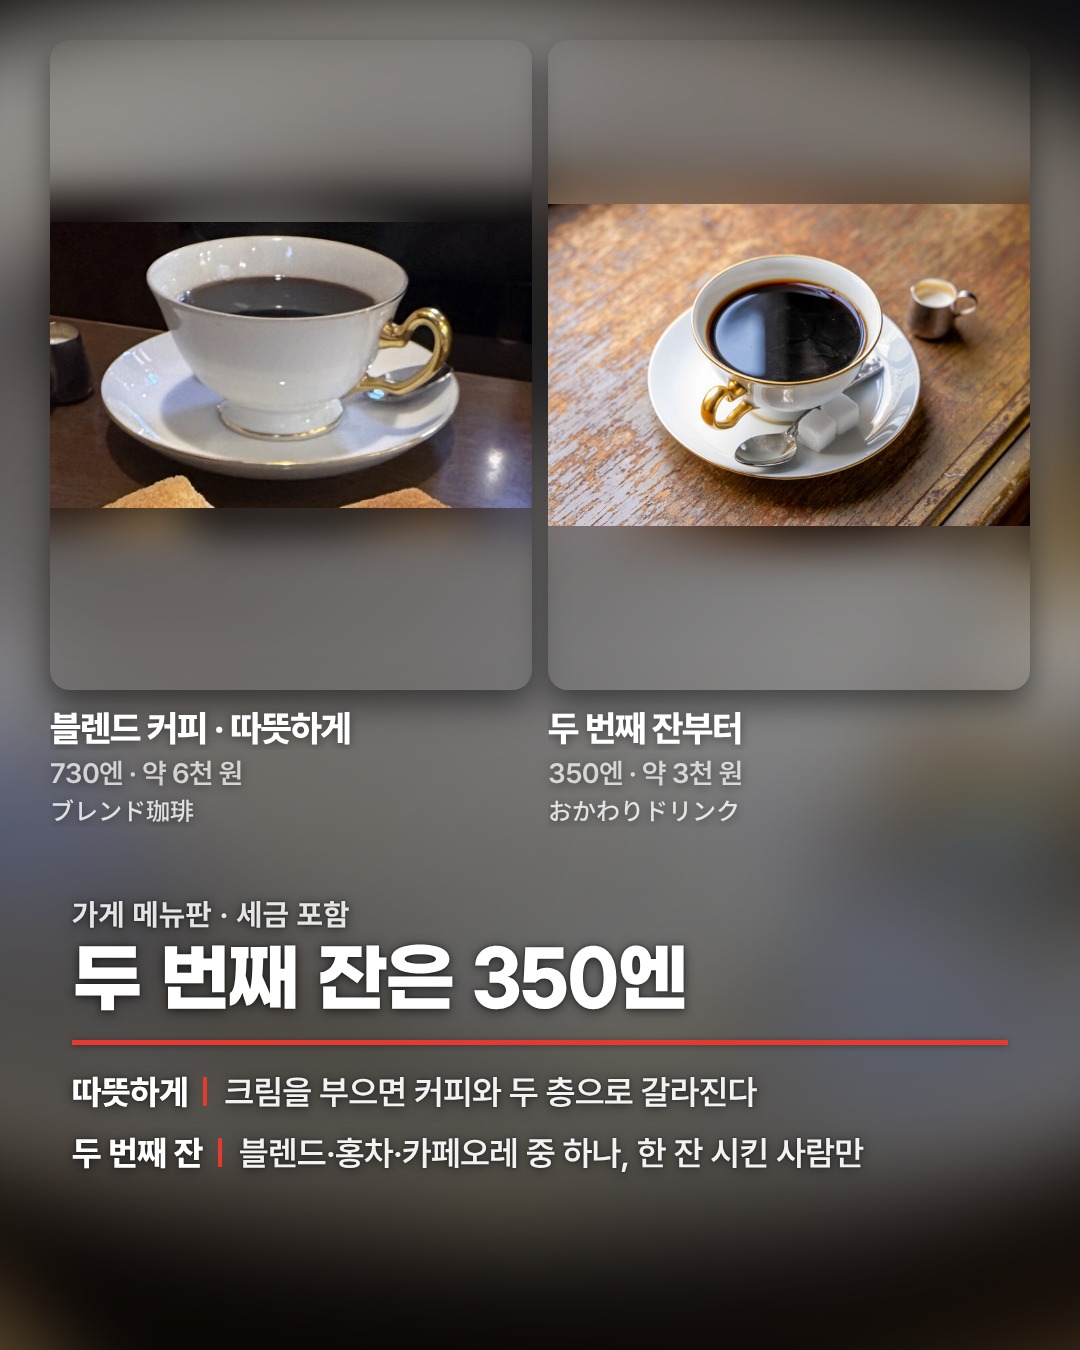 블렌드 커피 · 따뜻하게
730엔 · 약 6천 원
ブレンド珈琲
두 번째 잔부터
350엔 · 약 3천 원
おかわりドリンク
가게 메뉴판 · 세금 포함
두 번째 잔은 350엔
따뜻하게 | 크림을 부으면 커피와 두 층으로 갈라진다
두 번째 잔 | 블렌드·홍차·카페오레 중 하나, 한 잔 시킨 사람만